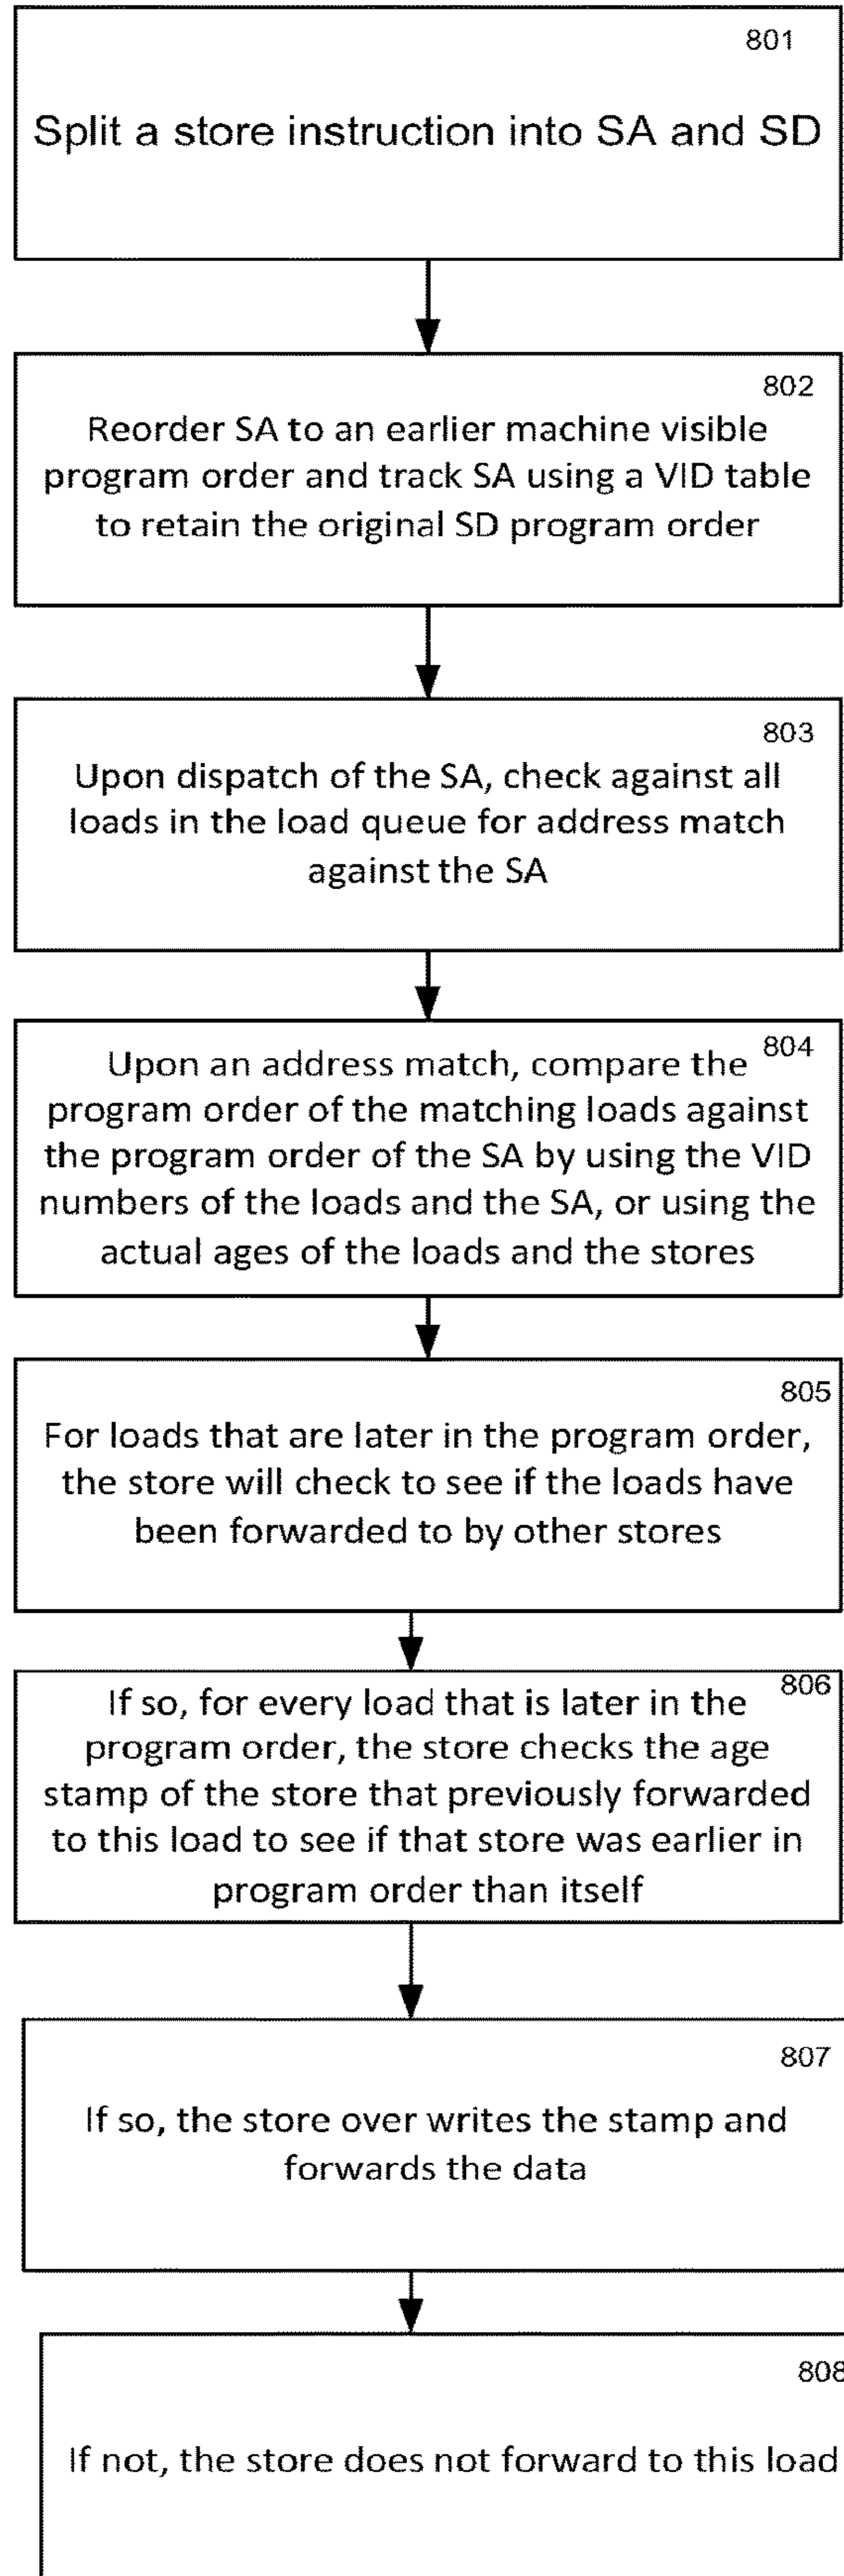 801
Split a store instruction into SA and SD
802
Reorder SA to an earlier machine visible
program order and track SA using a VID table
to retain the original SD program order
803
Upon dispatch of the SA, check against all
loads in the load queue for address match
against the SA
804
Upon an address match, compare the
program order of the matching loads against
the program order of the SA by using the VID
numbers of the loads and the SA, or using the
actual ages of the loads and the stores
805
For loads that are later in the program order,
the store will check to see if the loads have
been forwarded to by other stores
806
If so, for every load that is later in the
program order, the store checks the age
stamp of the store that previously forwarded
to this load to see if that store was earlier in
program order than itself
807
If so, the store over writes the stamp and
forwards the data
808
If not, the store does not forward to this load